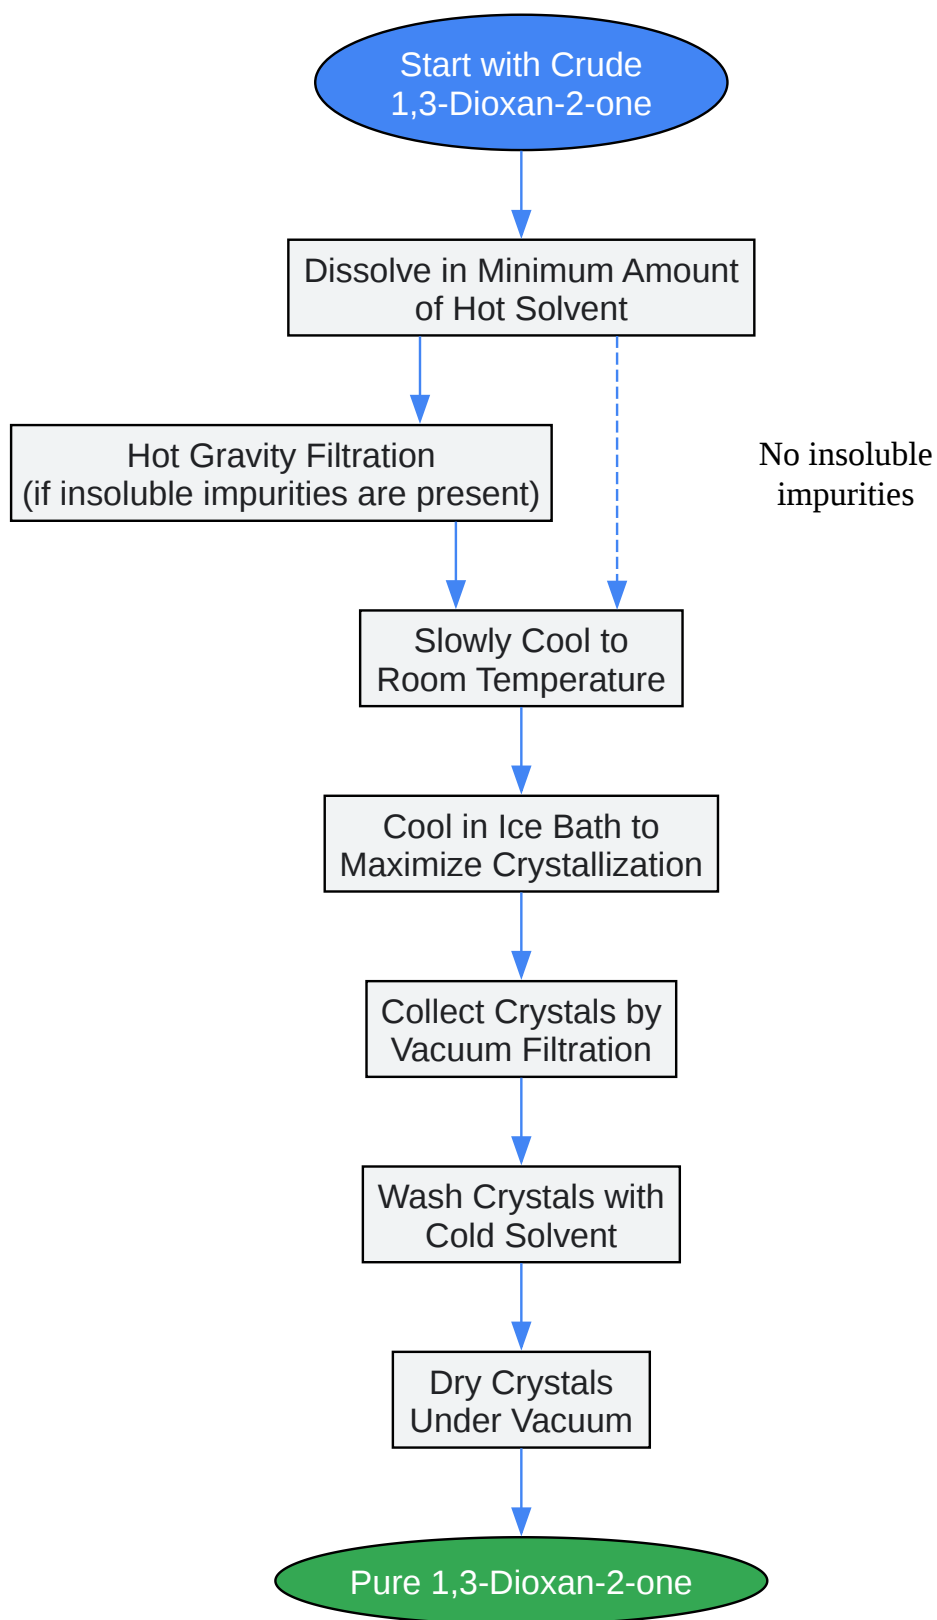 Start with Crude
1,3-Dioxan-2-one
Dissolve in Minimum Amount
of Hot Solvent
Hot Gravity Filtration
(if insoluble impurities are present)
No insoluble
impurities
Slowly Cool to
Room Temperature
Cool in Ice Bath to
Maximize Crystallization
Collect Crystals by
Vacuum Filtration
Wash Crystals with
Cold Solvent
Dry Crystals
Under Vacuum
Pure 1,3-Dioxan-2-one